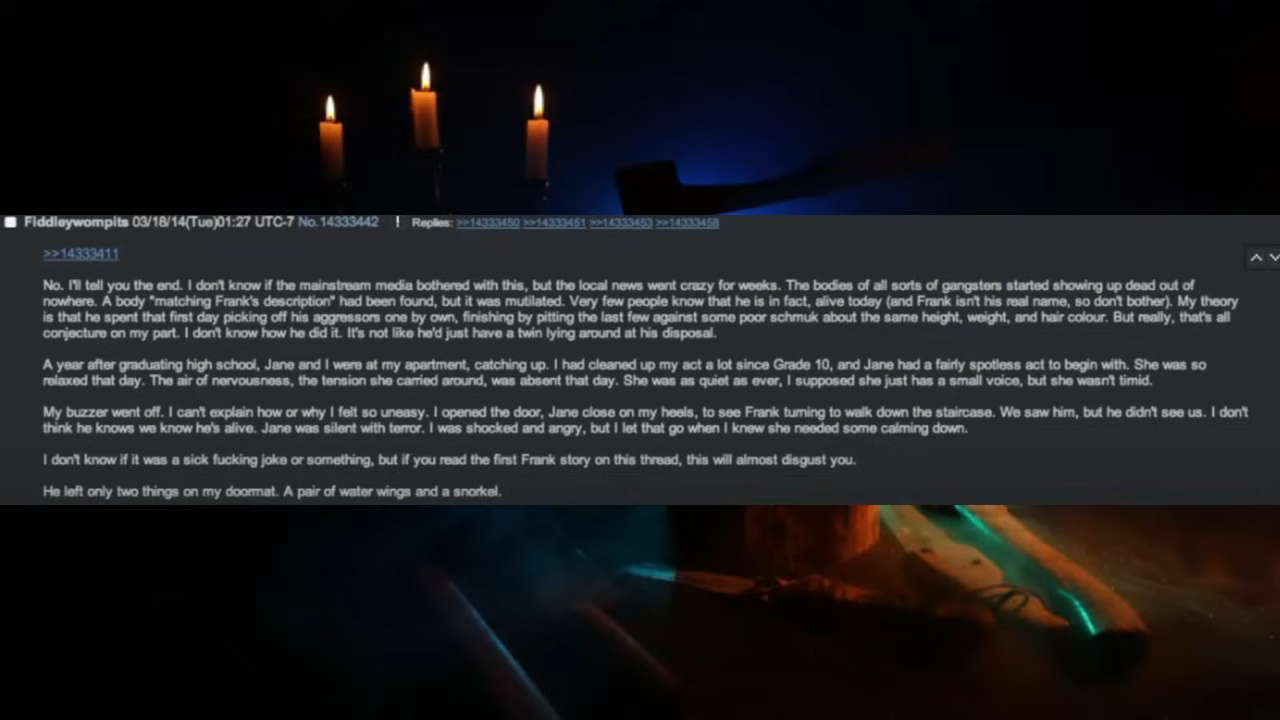 Fiddleywompits 03/18/14(Tue)01:27 UTC-7 No.14333442 ! Replies: >>14333450 >>14333451 >>14333453 >>14333458
>>14333411
No. I'll tell you the end. I don't know if the mainstream media bothered with this, but the local news went crazy for weeks. The bodies of all sorts of gangsters started showing up dead out of
nowhere. A body "matching Frank's description" had been found, but it was mutilated. Very few people know that he is in fact, alive today (and Frank isn't his real name, so don't bother). My theory
is that he spent that first day picking off his aggressors one by own, finishing by pitting the last few against some poor schmuk about the same height, weight, and hair colour. But really, that's all
conjecture on my part. I don't know how he did it. It's not like he'd just have a twin lying around at his disposal.
A year after graduating high school, Jane and I were at my apartment, catching up. I had cleaned up my act a lot since Grade 10, and Jane had a fairly spotless act to begin with. She was so
relaxed that day. The air of nervousness, the tension she carried around, was absent that day. She was as quiet as ever, I supposed she just has a small voice, but she wasn't timid.
My buzzer went off. I can't explain how or why I felt so uneasy. I opened the door, Jane close on my heels, to see Frank turning to walk down the staircase. We saw him, but he didn't see us. I don't
think he knows we know he's alive. Jane was silent with terror. I was shocked and angry, but I let that go when I knew she needed some calming down.
I don't know if it was a sick fucking joke or something, but if you read the first Frank story on this thread, this will almost disgust you.
He left only two things on my doormat. A pair of water wings and a snorkel.